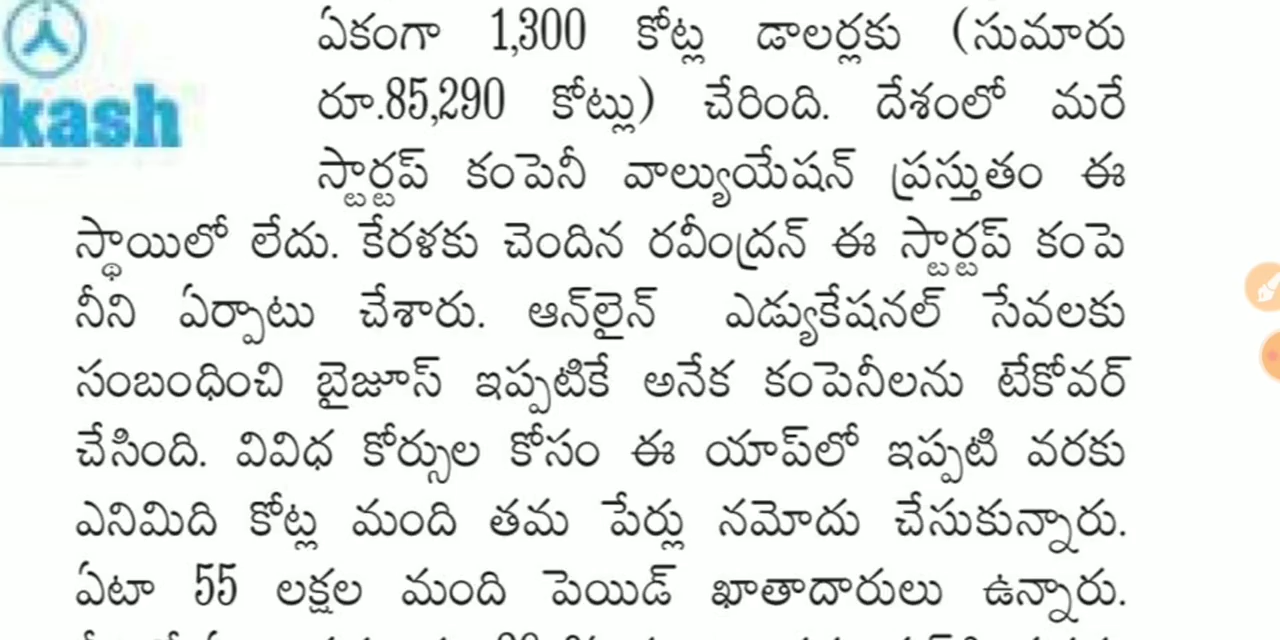 ఏకంగా 1,300 కోట్ల డాలర్లకు (సుమారు
kash
రూ.85,290 కోట్లు) చేరింది. దేశంలో మరే
స్టార్టప్ కంపెనీ వాల్యుయేషన్ ప్రస్తుతం ఈ
స్థాయిలో లేదు. కేరళకు చెందిన రవీంద్రన్ ఈ స్టార్టప్ కంపె
నీని ఏర్పాటు చేశారు. ఆన్‌లైన్ ఎడ్యుకేషనల్ సేవలకు
సంబంధించి బైజూస్ ఇప్పటికే అనేక కంపెనీలను టేకోవర్
చేసింది. వివిధ కోర్సుల కోసం ఈ యాప్‌లో ఇప్పటి వరకు
ఎనిమిది కోట్ల మంది తమ పేర్లు నమోదు చేసుకున్నారు.
ఏటా 55 లక్షల మంది పెయిడ్ ఖాతాదారులు ఉన్నారు.